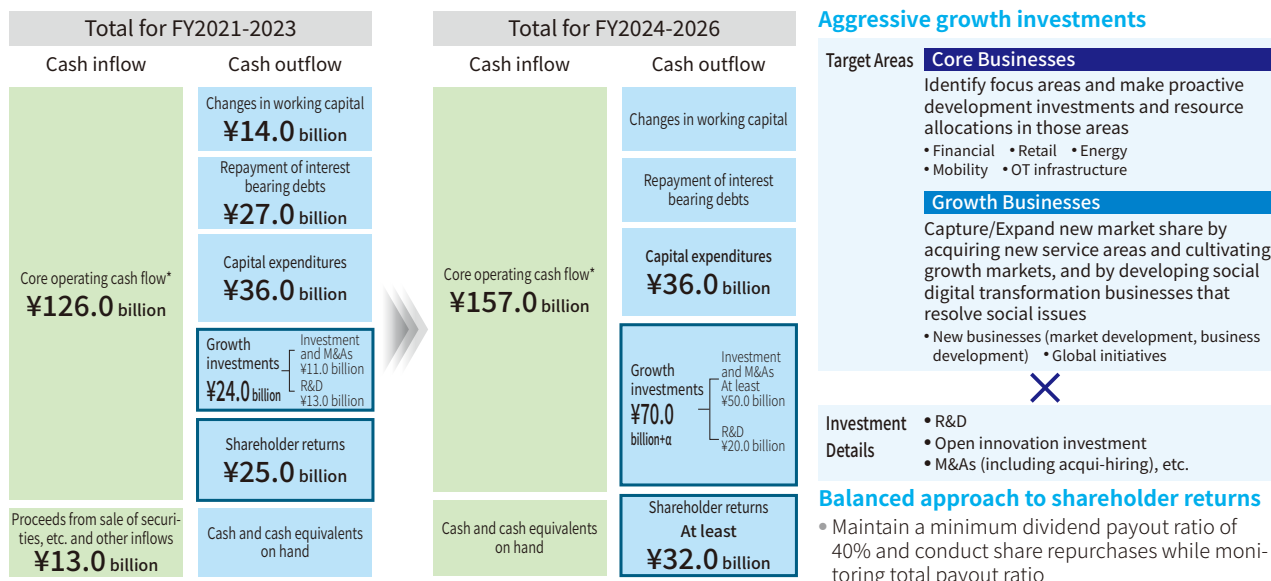 Total for FY2021-2023
Cash inflow
Cash outflow
Core operating cash flow*
¥126.0 billion
Proceeds from sale of securi-
ties, etc. and other inflows
¥13.0 billion
Changes in working capital
¥14.0 billion
Repayment of interest
bearing debts
¥27.0 billion
Capital expenditures
¥36.0 billion
Growth
investments
¥24.0 billion
Investment
and M&As
¥11.0 billion
R&D
¥13.0 billion
Shareholder returns
¥25.0 billion
Cash and cash equivalents
on hand
Total for FY2024-2026
Cash inflow
Cash outflow
Core operating cash flow*
¥157.0 billion
Cash and cash equivalents
on hand
Changes in working capital
Repayment of interest
bearing debts
Capital expenditures
¥36.0 billion
Growth
investments
¥70.0
billion+α
Investment
and M&As
At least
¥50.0 billion
R&D
¥20.0 billion
Shareholder returns
At least
¥32.0 billion
Aggressive growth investments
Target Areas
Core Businesses
Identify focus areas and make proactive
development investments and resource
allocations in those areas
• Financial • Retail • Energy
• Mobility • OT infrastructure
Growth Businesses
Capture/Expand new market share by
acquiring new service areas and cultivating
growth markets, and by developing social
digital transformation businesses that
resolve social issues
• New businesses (market development, business
development) • Global initiatives
Investment
Details
• R&D
• Open innovation investment
• M&As (including acqui-hiring), etc.
Balanced approach to shareholder returns
• Maintain a minimum dividend payout ratio of
40% and conduct share repurchases while moni-
toring total payout ratio